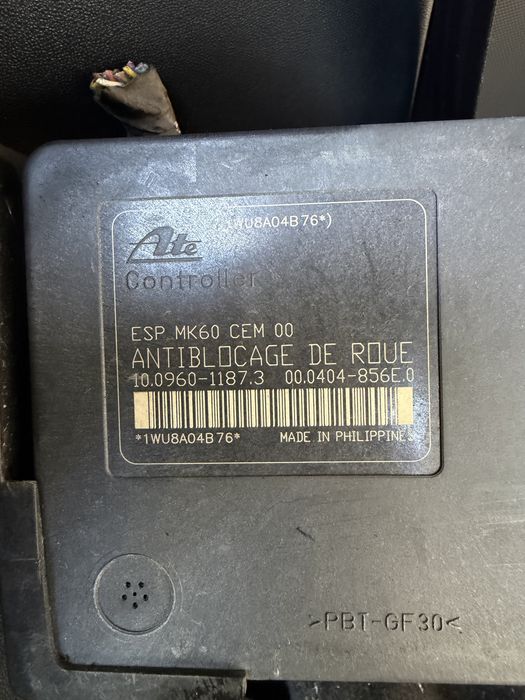 1WU8A04B76*)
Ate
Controller
ESP MK60 CEM 00
ANTIBLOCAGE DE ROUE
10.0960-1187.3 00.0404-856E.0
*1WU8A04B76* MADE IN PHILIPPINES
>PBT-GF30<